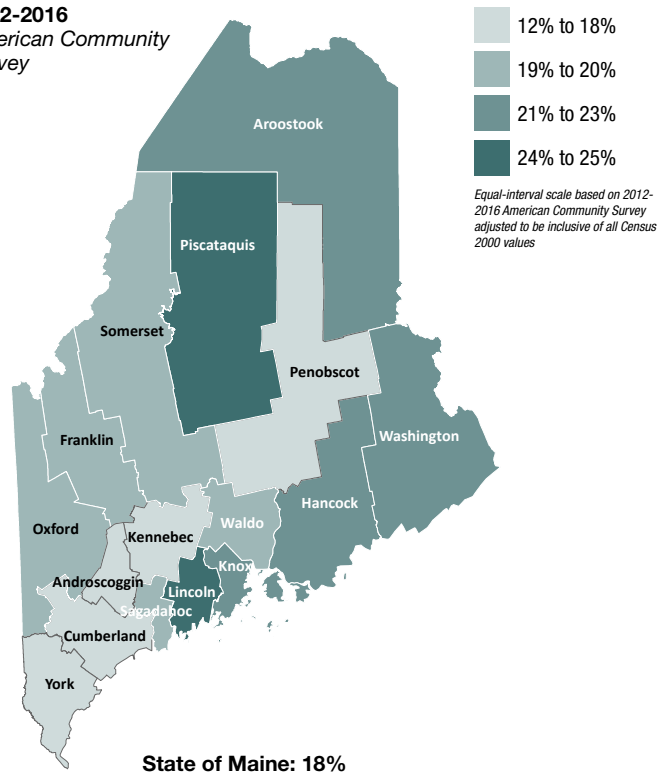 2-2016
erican Community
vey
12% to 18%
19% to 20%
21% to 23%
24% to 25%
Equal-interval scale based on 2012-
2016 American Community Survey
adjusted to be inclusive of all Census
2000 values
Aroostook
Piscataquis
Somerset
Penobscot
Washington
Franklin
Hancock
Oxford
Waldo
Kennebec
Knox
Androscoggin
Lincoln
Sagadahoc
Cumberland
York
State of Maine: 18%